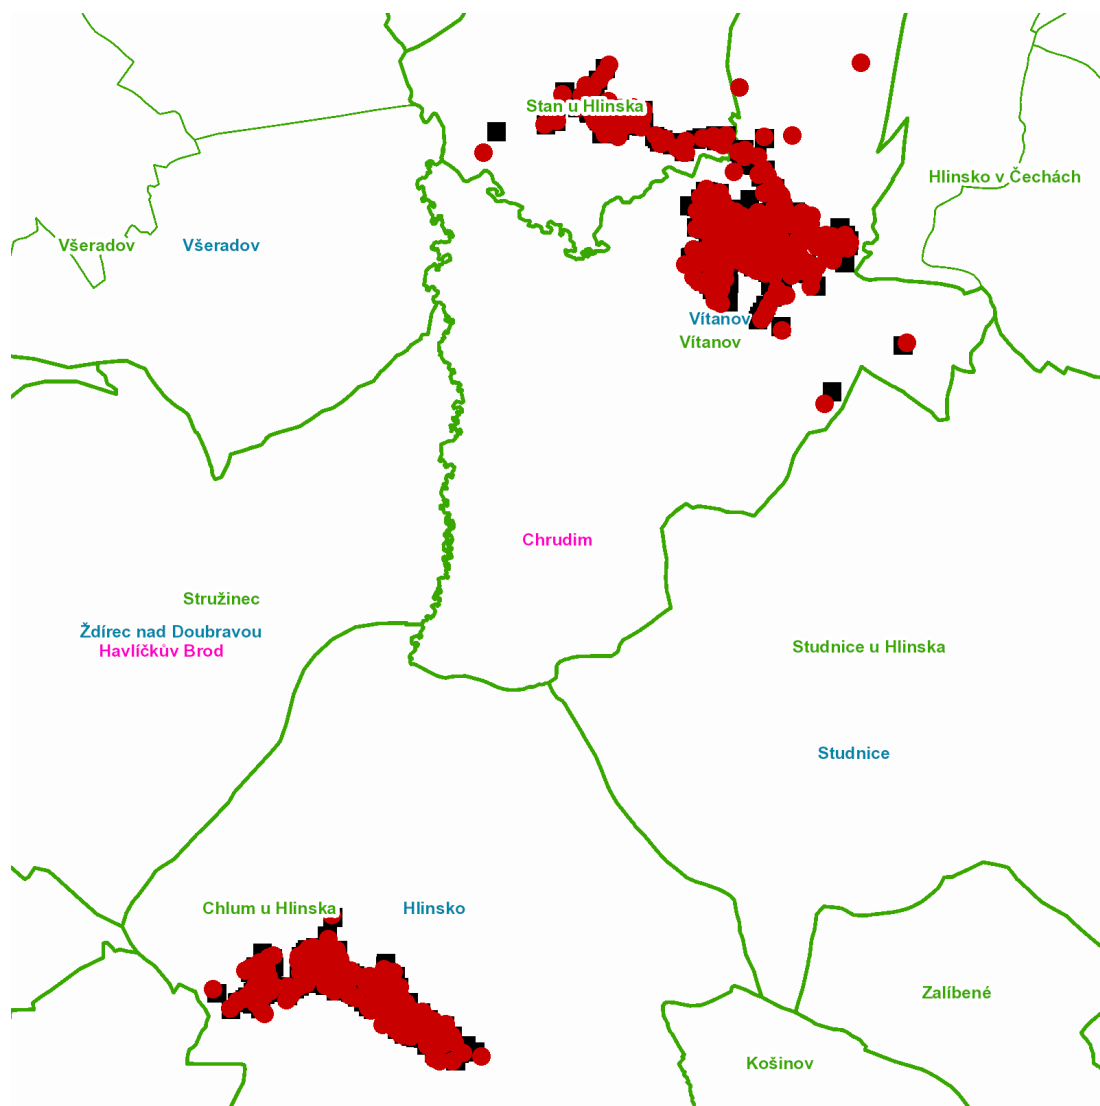 Stan u Hlinska
Hlinsko v Čechách
Všeradov
Všeradov
Vítanov
Vítanov
Chrudim
Stružinec
Ždírec nad Doubravou
Havlíčkův Brod
Studnice u Hlinska
Studnice
Chlum u Hlinska
Hlinsko
Zalíbené
Košinov